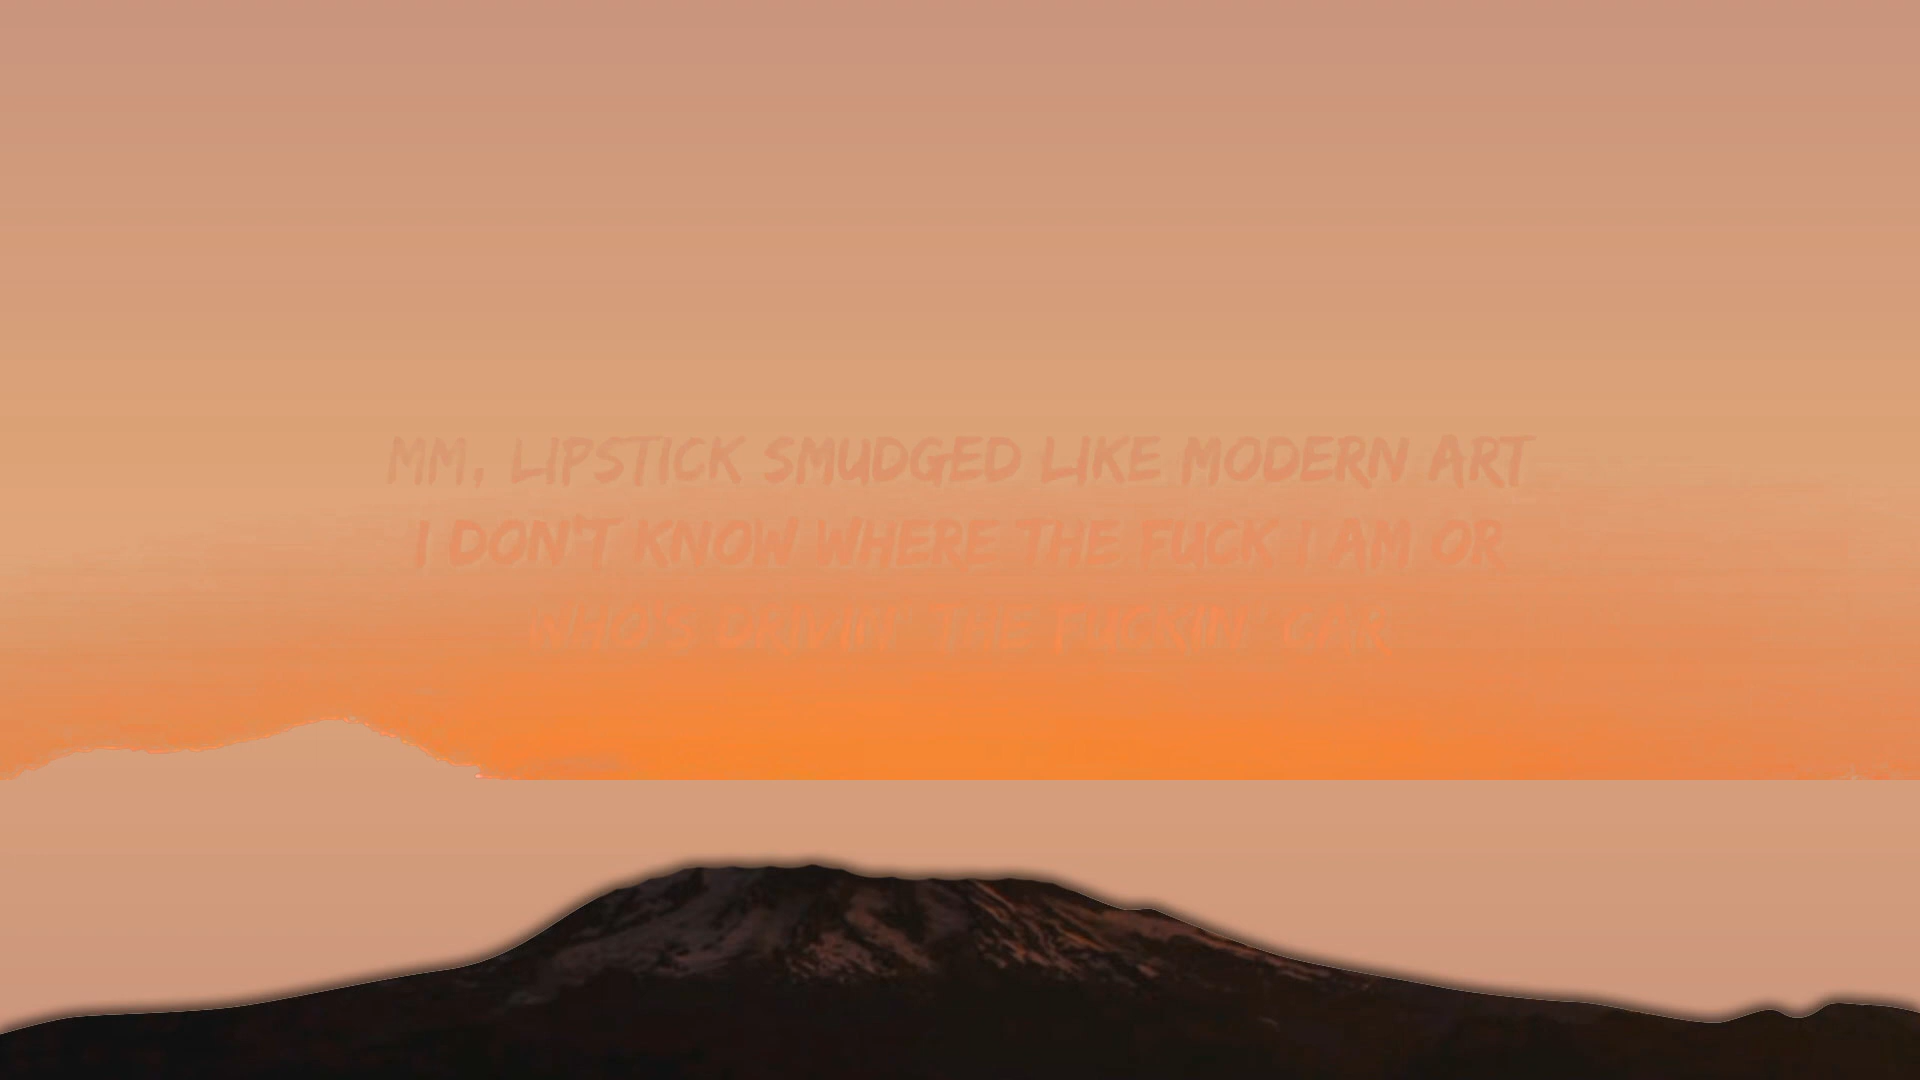 MM, LIPSTICK SMUDGED LIKE MODERN ART
I DON'T KNOW WHERE THE FUCK I AM OR
WHO'S DRIVIN' THE FUCKIN' CAR